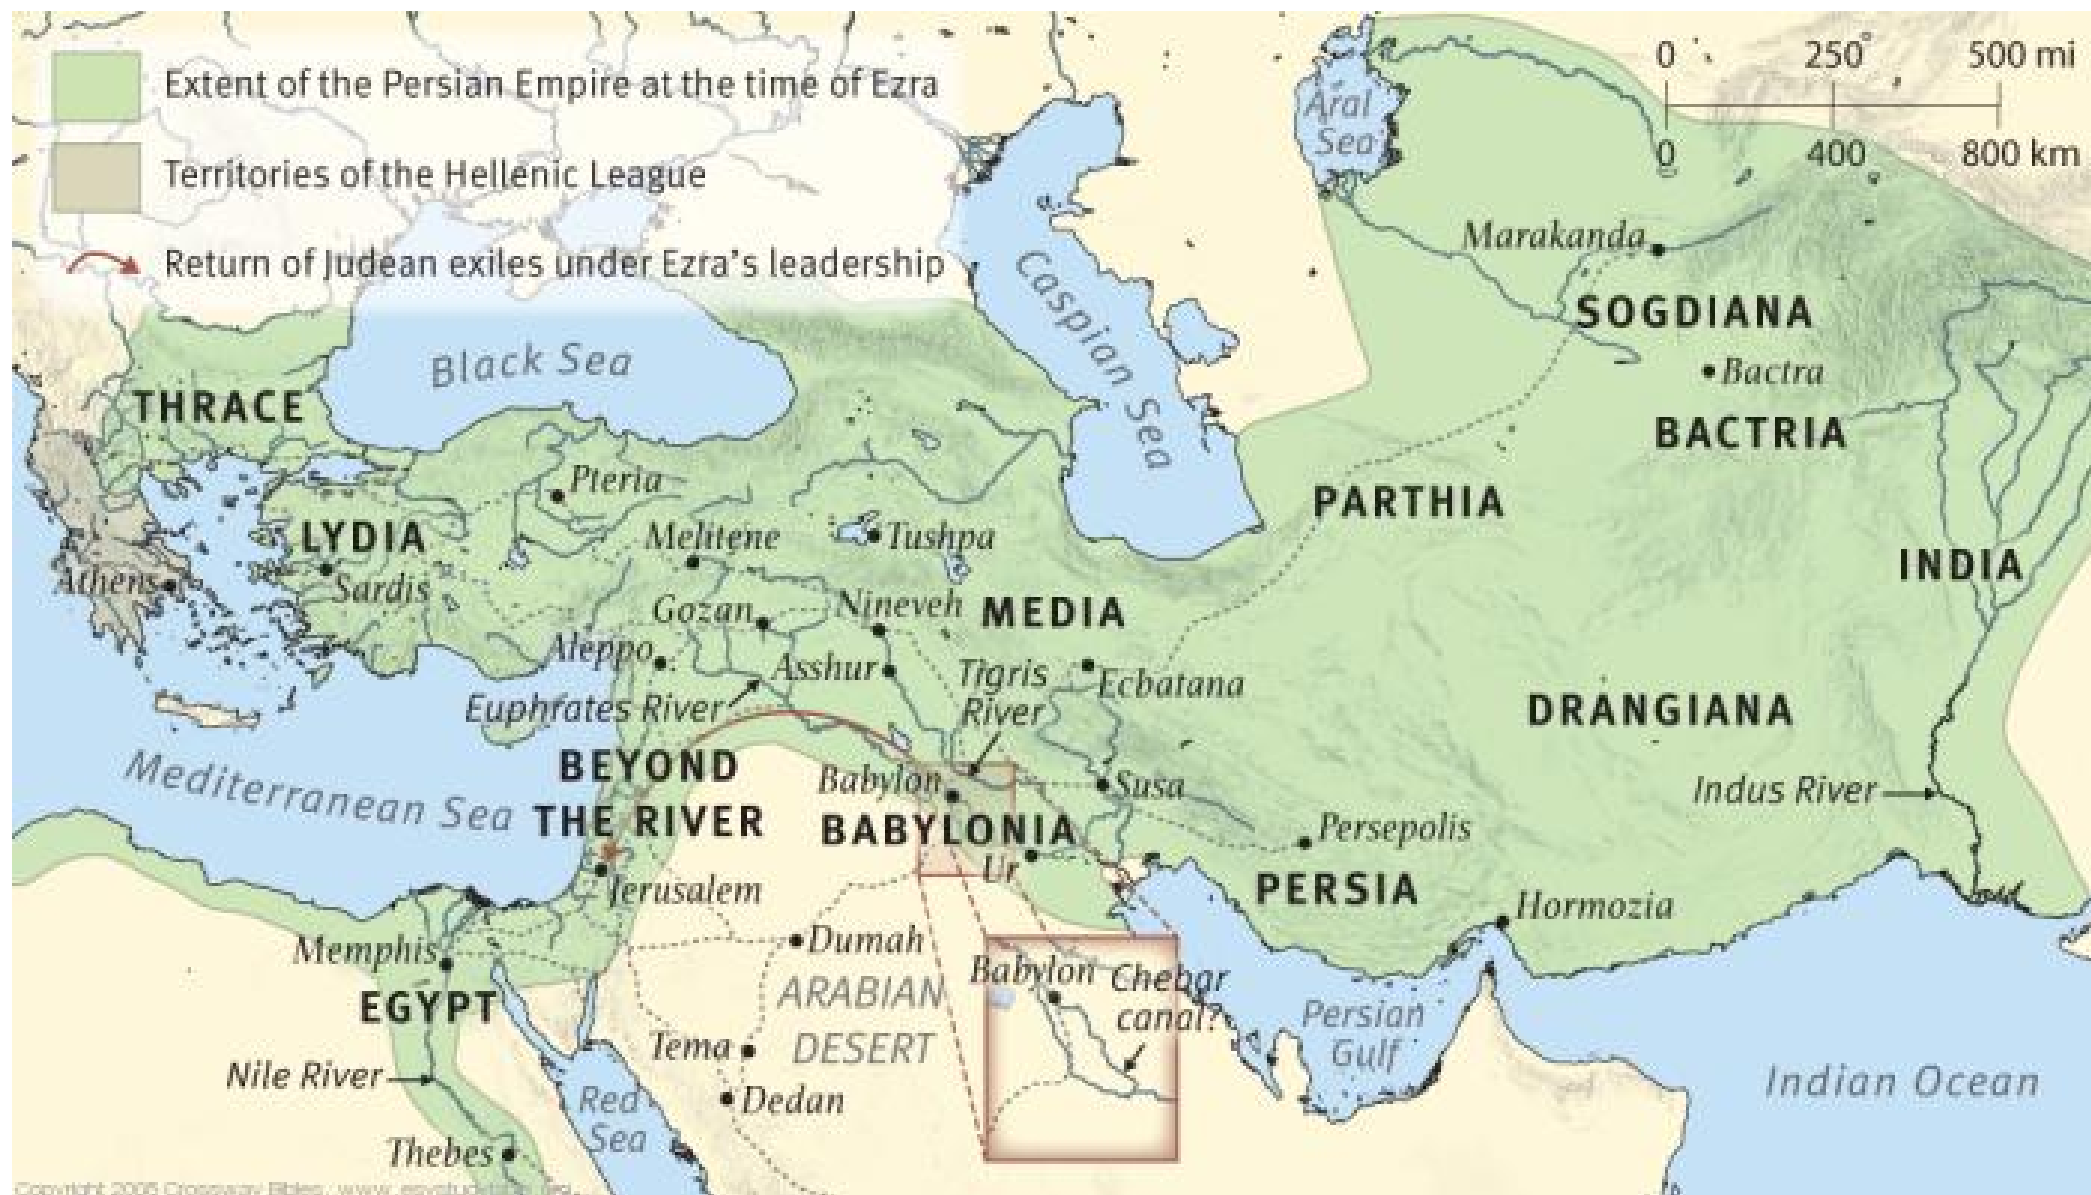 Extent of the Persian Empire at the time of Ezra
Territories of the Hellenic League
Return of Judean exiles under Ezra's leadership
0 250 500 mi
0 400 800 km
Aral
Sea
Marakanda
SOGDIANA
Bactra
BACTRIA
Caspian Sea
Black Sea
THRACE
PARTHIA
INDIA
Pteria
LYDIA
Melitene
Tushpa
Athens
Sardis
Gozan
Nineveh
MEDIA
Aleppo
Asshur
Tigris
River
Ecbatana
Euphrates River
DRANGIANA
BEYOND
THE RIVER
Mediterranean Sea
Babylon
Susa
Indus River
BABYLONIA
Persepolis
Ur
PERSIA
Jerusalem
Hormozia
Memphis
Dumah
EGYPT
ARABIAN
DESERT
Babylon
Chebar
canal?
Persian
Gulf
Tema
Nile River
Dedan
Red
Sea
Indian Ocean
Thebes
Copyright 2008 Crossway Bibles,